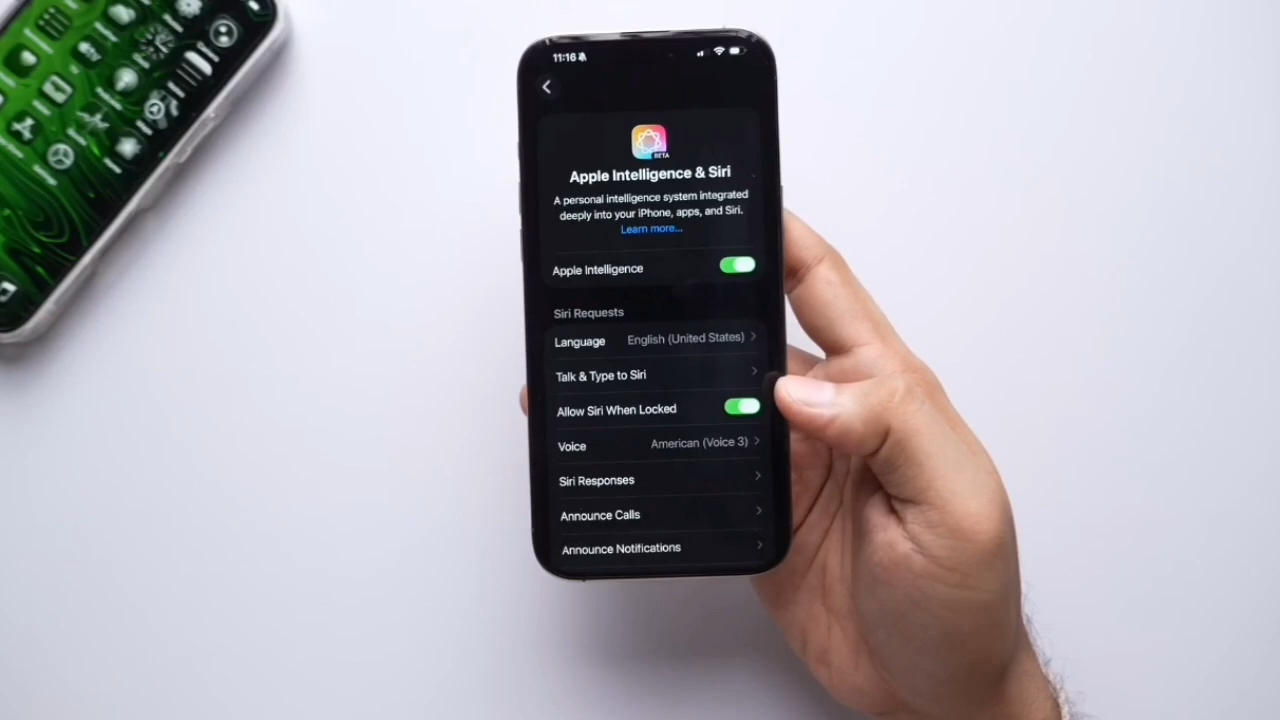 11:16
BETA
Apple Intelligence & Siri
A personal intelligence system integrated
deeply into your iPhone, apps, and Siri.
Learn more...
Apple Intelligence
Siri Requests
Language English (United States)
Talk & Type to Siri
Allow Siri When Locked
Voice American (Voice 3)
Siri Responses
Announce Calls
Announce Notifications